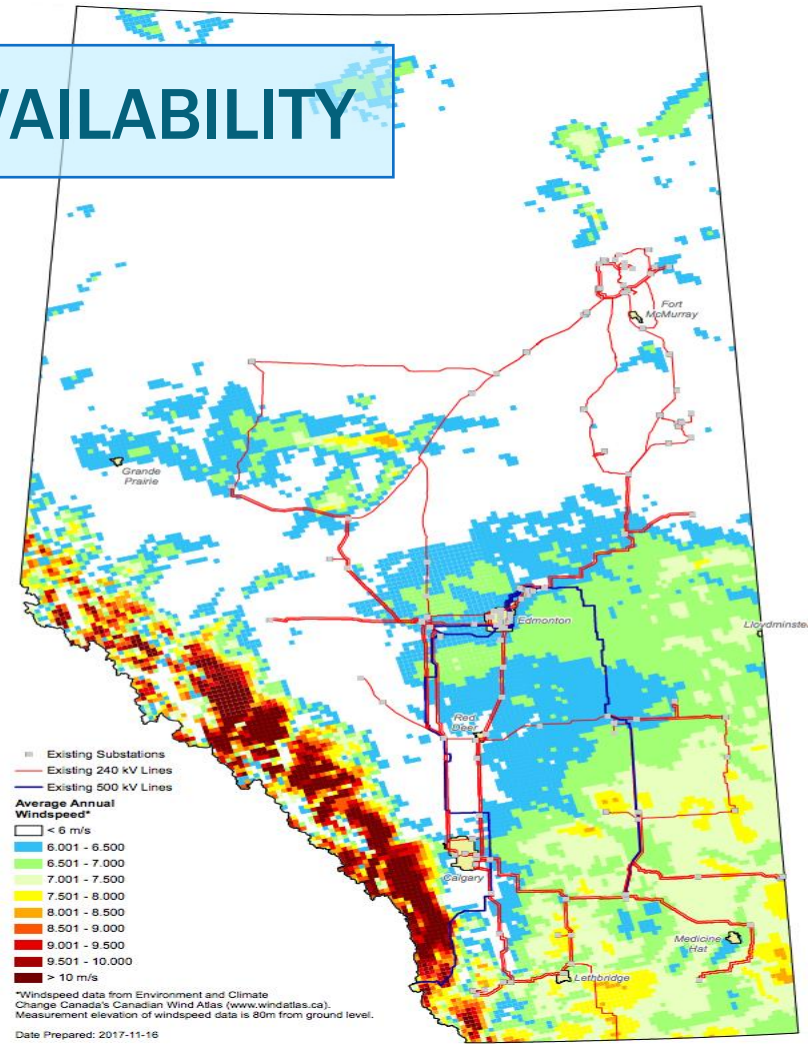 VAILABILITY
Fort
McMurray
Grande
Prairie
Edmonton
Lloydminster
Red
Deer
Existing Substations
Existing 240 kV Lines
Existing 500 kV Lines
Average Annual
Windspeed*
< 6 m/s
6.001 - 6.500
6.501 - 7.000
7.001 - 7.500
7.501 - 8.000
8.001 - 8.500
8.501 - 9.000
9.001 - 9.500
9.501 - 10.000
> 10 m/s
Calgary
Medicine
Hat
Lethbridge
*Windspeed data from Environment and Climate
Change Canada's Canadian Wind Atlas (www.windatlas.ca).
Measurement elevation of windspeed data is 80m from ground level.
Date Prepared: 2017-11-16